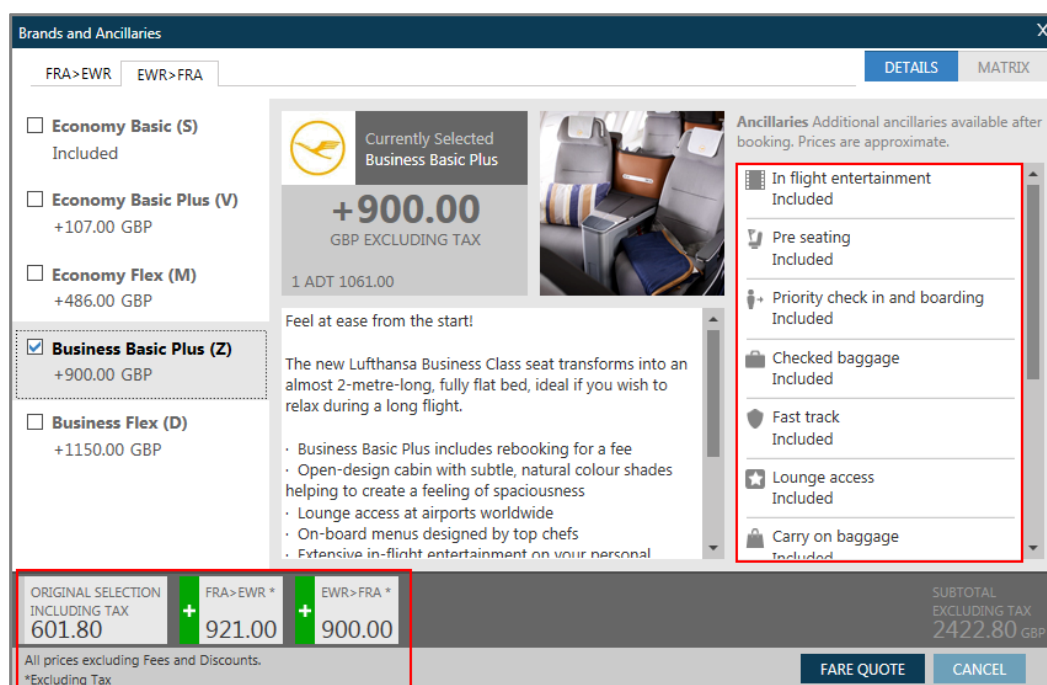 Brands and Ancillaries
X
FRA>EWR
EWR>FRA
DETAILS
MATRIX
Economy Basic (S)
Included
Economy Basic Plus (V)
+107.00 GBP
Economy Flex (M)
+486.00 GBP
Business Basic Plus (Z)
+900.00 GBP
Business Flex (D)
+1150.00 GBP
Currently Selected
Business Basic Plus
+900.00
GBP EXCLUDING TAX
1 ADT 1061.00
Feel at ease from the start!
The new Lufthansa Business Class seat transforms into an
almost 2-metre-long, fully flat bed, ideal if you wish to
relax during a long flight.
· Business Basic Plus includes rebooking for a fee
· Open-design cabin with subtle, natural colour shades
helping to create a feeling of spaciousness
· Lounge access at airports worldwide
· On-board menus designed by top chefs
· Extensive in-flight entertainment on your personal
Ancillaries Additional ancillaries available after
booking. Prices are approximate.
In flight entertainment
Included
Pre seating
Included
Priority check in and boarding
Included
Checked baggage
Included
Fast track
Included
Lounge access
Included
Carry on baggage
Included
ORIGINAL SELECTION
INCLUDING TAX
601.80
+
FRA>EWR *
921.00
+
EWR>FRA *
900.00
SUBTOTAL
EXCLUDING TAX
2422.80 GBP
All prices excluding Fees and Discounts.
*Excluding Tax
FARE QUOTE
CANCEL